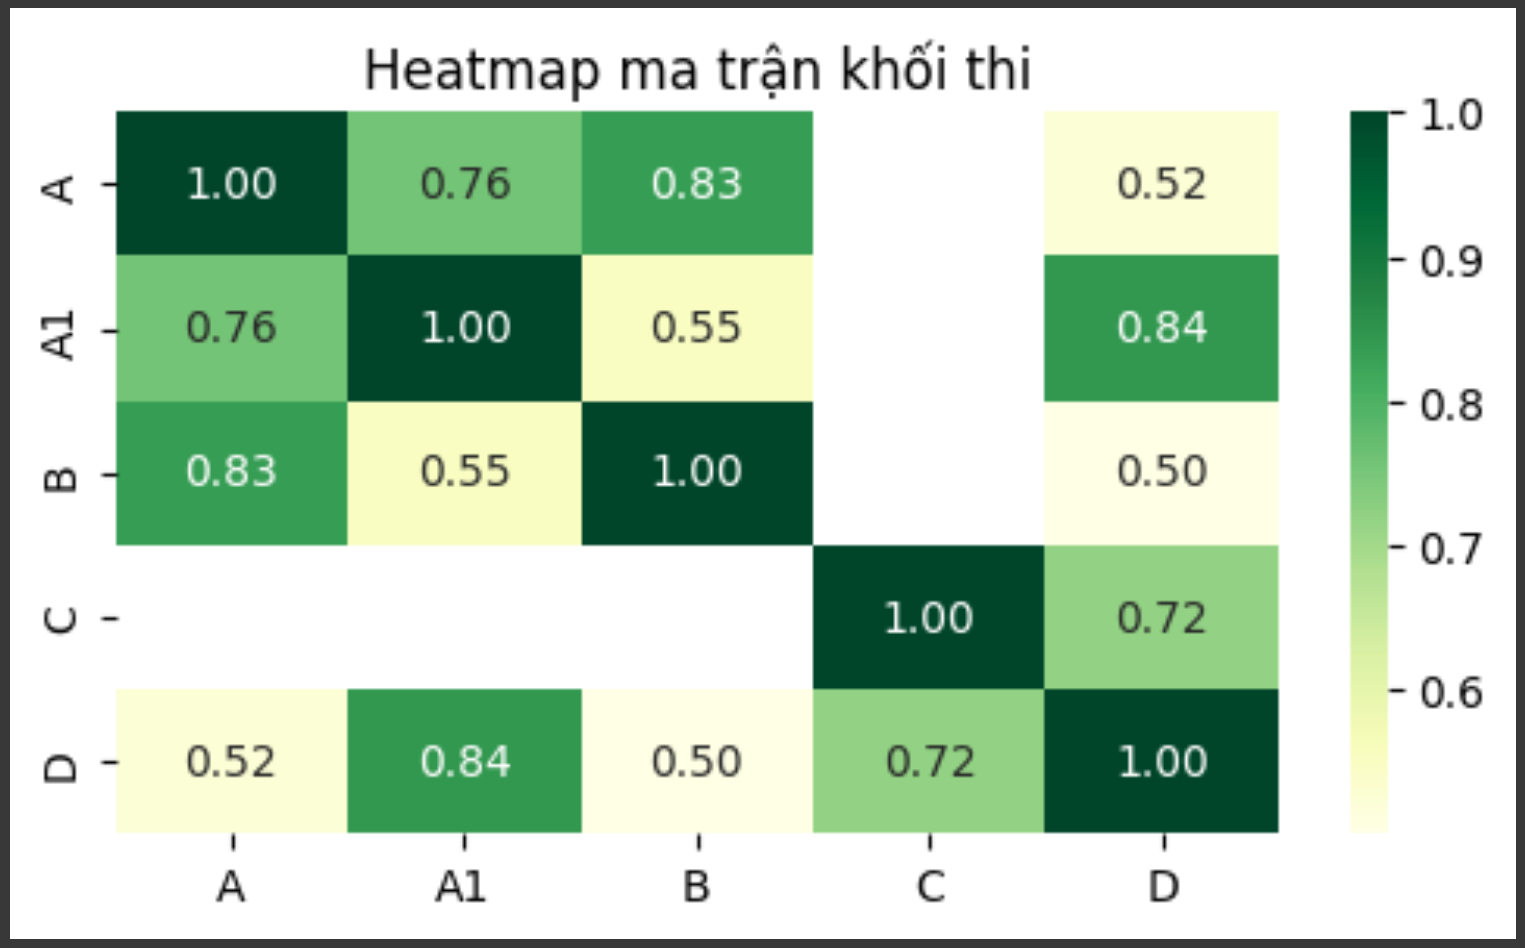 Heatmap ma trận khối thi
A 1.00 0.76 0.83 0.52
A1 0.76 1.00 0.55 0.84
B 0.83 0.55 1.00 0.50
C 1.00 0.72
D 0.52 0.84 0.50 0.72 1.00
A A1 B C D
1.0
0.9
0.8
0.7
0.6